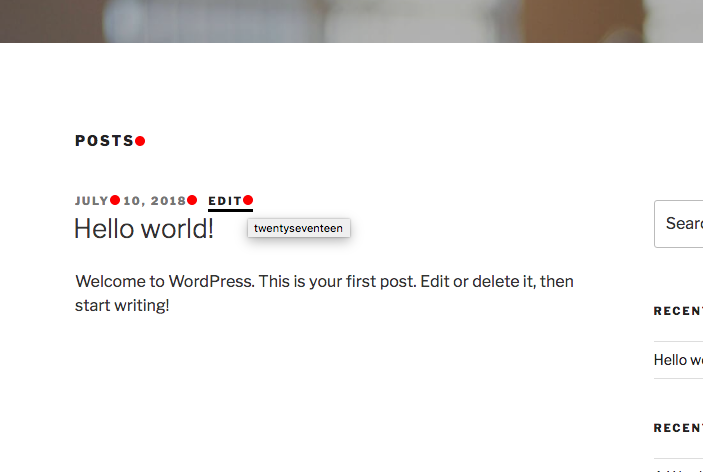 POSTS
JULY 10, 2018 EDIT
Hello world!
twentyseventeen
Welcome to WordPress. This is your first post. Edit or delete it, then
start writing!
Sear
RECEN
Hello w
RECEN